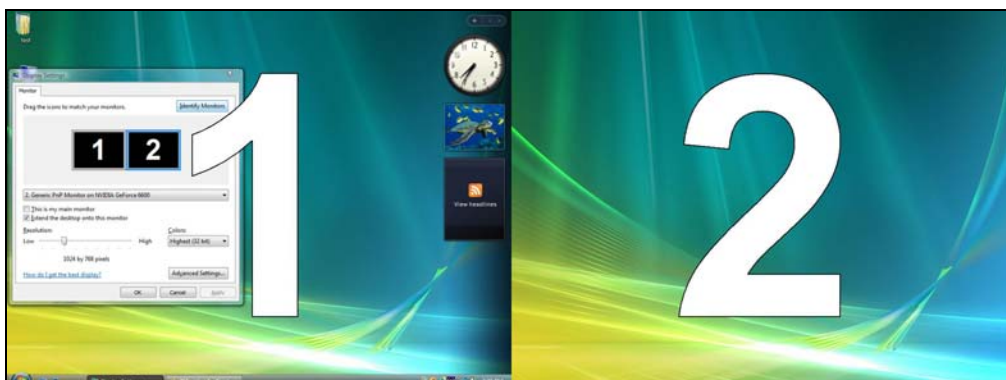 Display Settings
Monitor
Drag the icons to match your monitors.
Identify Monitors
1 2
1
2
2. Generic PnP Monitor on NVIDIA GeForce 6600
This is my main monitor
Extend the desktop onto this monitor
Resolution:
Colors:
Low
High
Highest (32 bit)
1024 by 768 pixels
How do I get the best display?
Advanced Settings...
OK
Cancel
Apply
12
View headlines